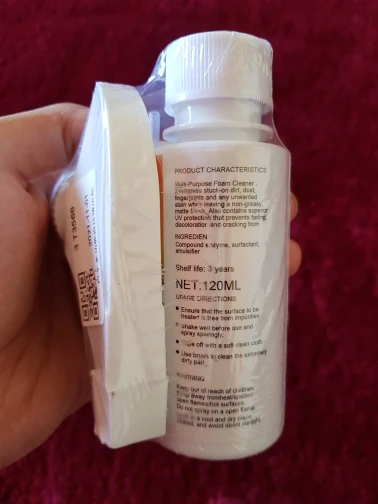 PRODUCT CHARACTERISTICS
Multi-Purpose Foam Cleaner .
removes stuck-on dirt, dust,
fingerprints and any unwanted
stain while leaving a non-greasy
matte finish. Also contains superior
UV protection that prevents fading,
discoloration and cracking from
INGREDIEN
Compound enzyme, surfactant,
emulsifier
Shelf life: 3 years
NET:120ML
USAGE DIRECTIONS
• Ensure that the surface to be
treated is free from impurities
• shake well before use and
spray sparingly.
• Wipe off with a soft clean cloth
• Use brush to clean the extremely
dirty part
WARNING
Keep out of reach of children.
Keep away from
open flames/hot surfaces.
Do not spray on a open flame
in a cool and dry place,
and avoid direct sunlight.